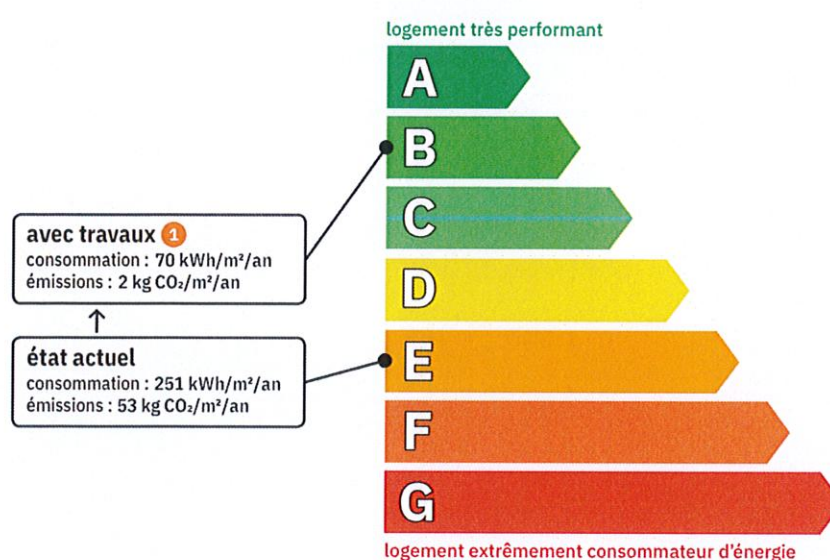 logement très performant
A
B
C
avec travaux 1
consommation : 70 kWh/m²/an
émissions : 2 kg CO₂/m²/an
D
état actuel
consommation : 251 kWh/m²/an
émissions : 53 kg CO₂/m²/an
E
F
G
logement extrêmement consommateur d'énergie